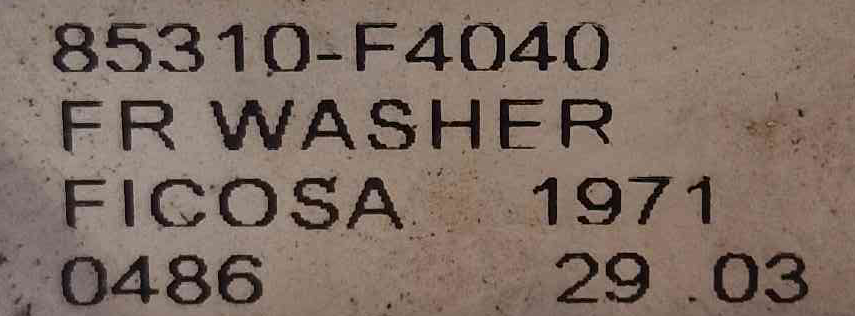 85310-F4040
FR WASHER
FICOSA 1971
0486 29.03